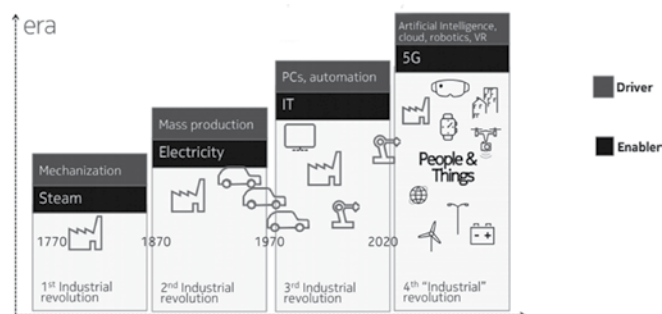 era
Mechanization
Steam
1770
1st Industrial
revolution
Mass production
Electricity
1870
2nd Industrial
revolution
PCs, automation
IT
1970
3rd Industrial
revolution
Artificial Intelligence,
cloud, robotics, VR
5G
People &
Things
2020
4th "Industrial"
revolution
Driver
Enabler